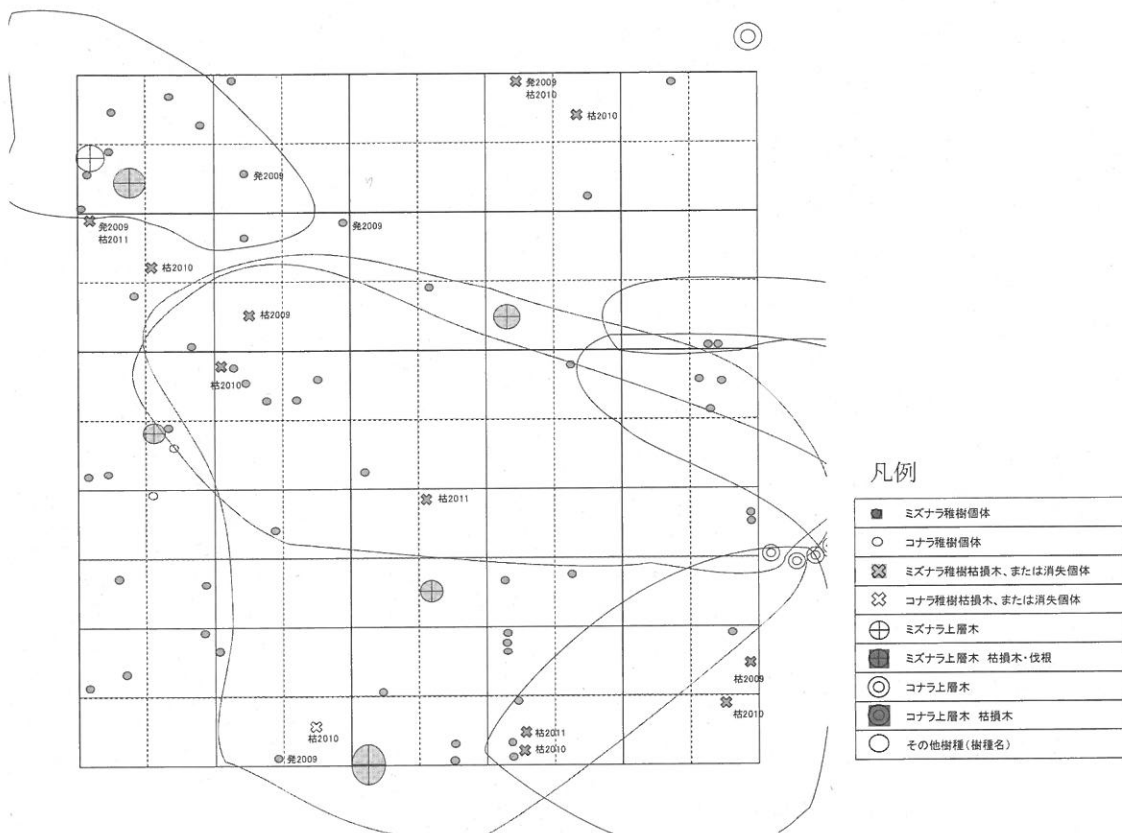 発2009
枯2010
枯2010
発2009
発2009
枯2011
発2009
枯2010
枯2009
枯2010
枯2011
枯2009
枯2010
枯2010
枯2011
枯2010
発2009
凡例
ミズナラ稚樹個体
コナラ稚樹個体
ミズナラ稚樹枯損木、または消失個体
コナラ稚樹枯損木、または消失個体
ミズナラ上層木
ミズナラ上層木 枯損木・伐根
コナラ上層木
コナラ上層木 枯損木
その他樹種(樹種名)